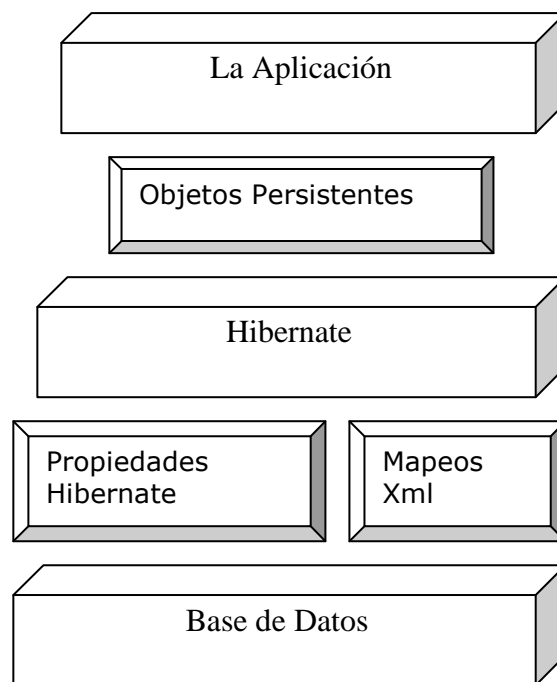 La Aplicación
Objetos Persistentes
Hibernate
Propiedades
Hibernate
Mapeos
Xml
Base de Datos